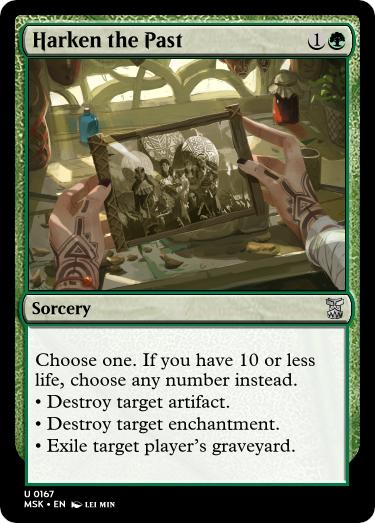 Harken the Past 1
Sorcery
Choose one. If you have 10 or less
life, choose any number instead.
• Destroy target artifact.
• Destroy target enchantment.
• Exile target player's graveyard.
U 0167
MSK • EN LEI MIN